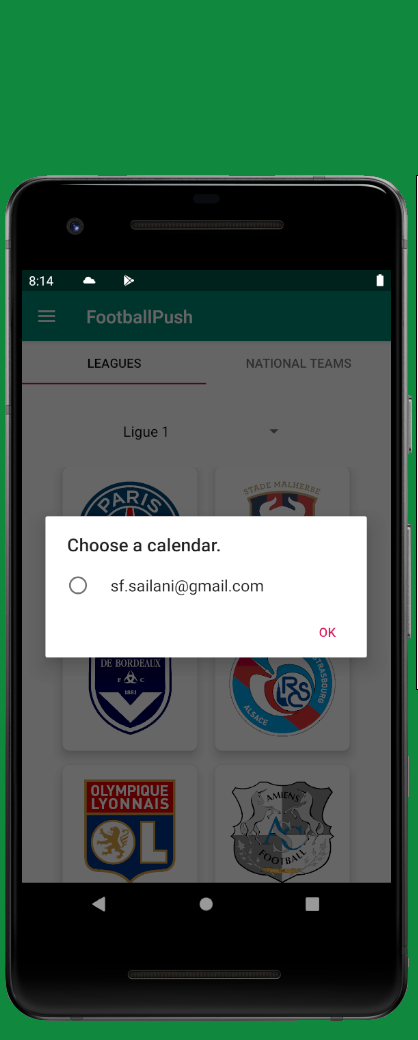 8:14
FootballPush
LEAGUES
NATIONAL TEAMS
Ligue 1
PARIS
STADE MALHERBE
Choose a calendar.
sf.sailani@gmail.com
OK
DE BORDEAUX
F C
1881
RCS
ALSACE
STRASBOURG
OLYMPIQUE
LYONNAIS
OL
AMIENS
FOOTBALL